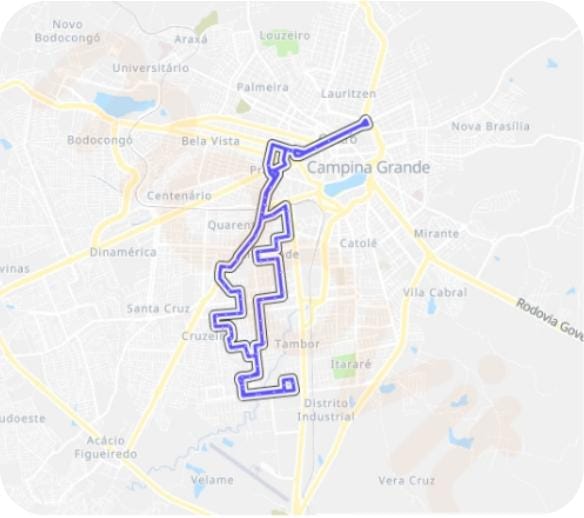 Novo
Bodocongó
Araxá
Louzeiro
Universitário
Palmeira
Lauritzen
Nova Brasília
Bodocongó
Bela Vista
Campina Grande
Centenário
Quaren
Mirante
Catolé
Dinamérica
vinas
Vila Cabral
Santa Cruz
Rodovia Gove
Cruzei
Tambor
Itararé
Distrito
Industrial
udoeste
Acácio
Figueiredo
Velame
Vera Cruz